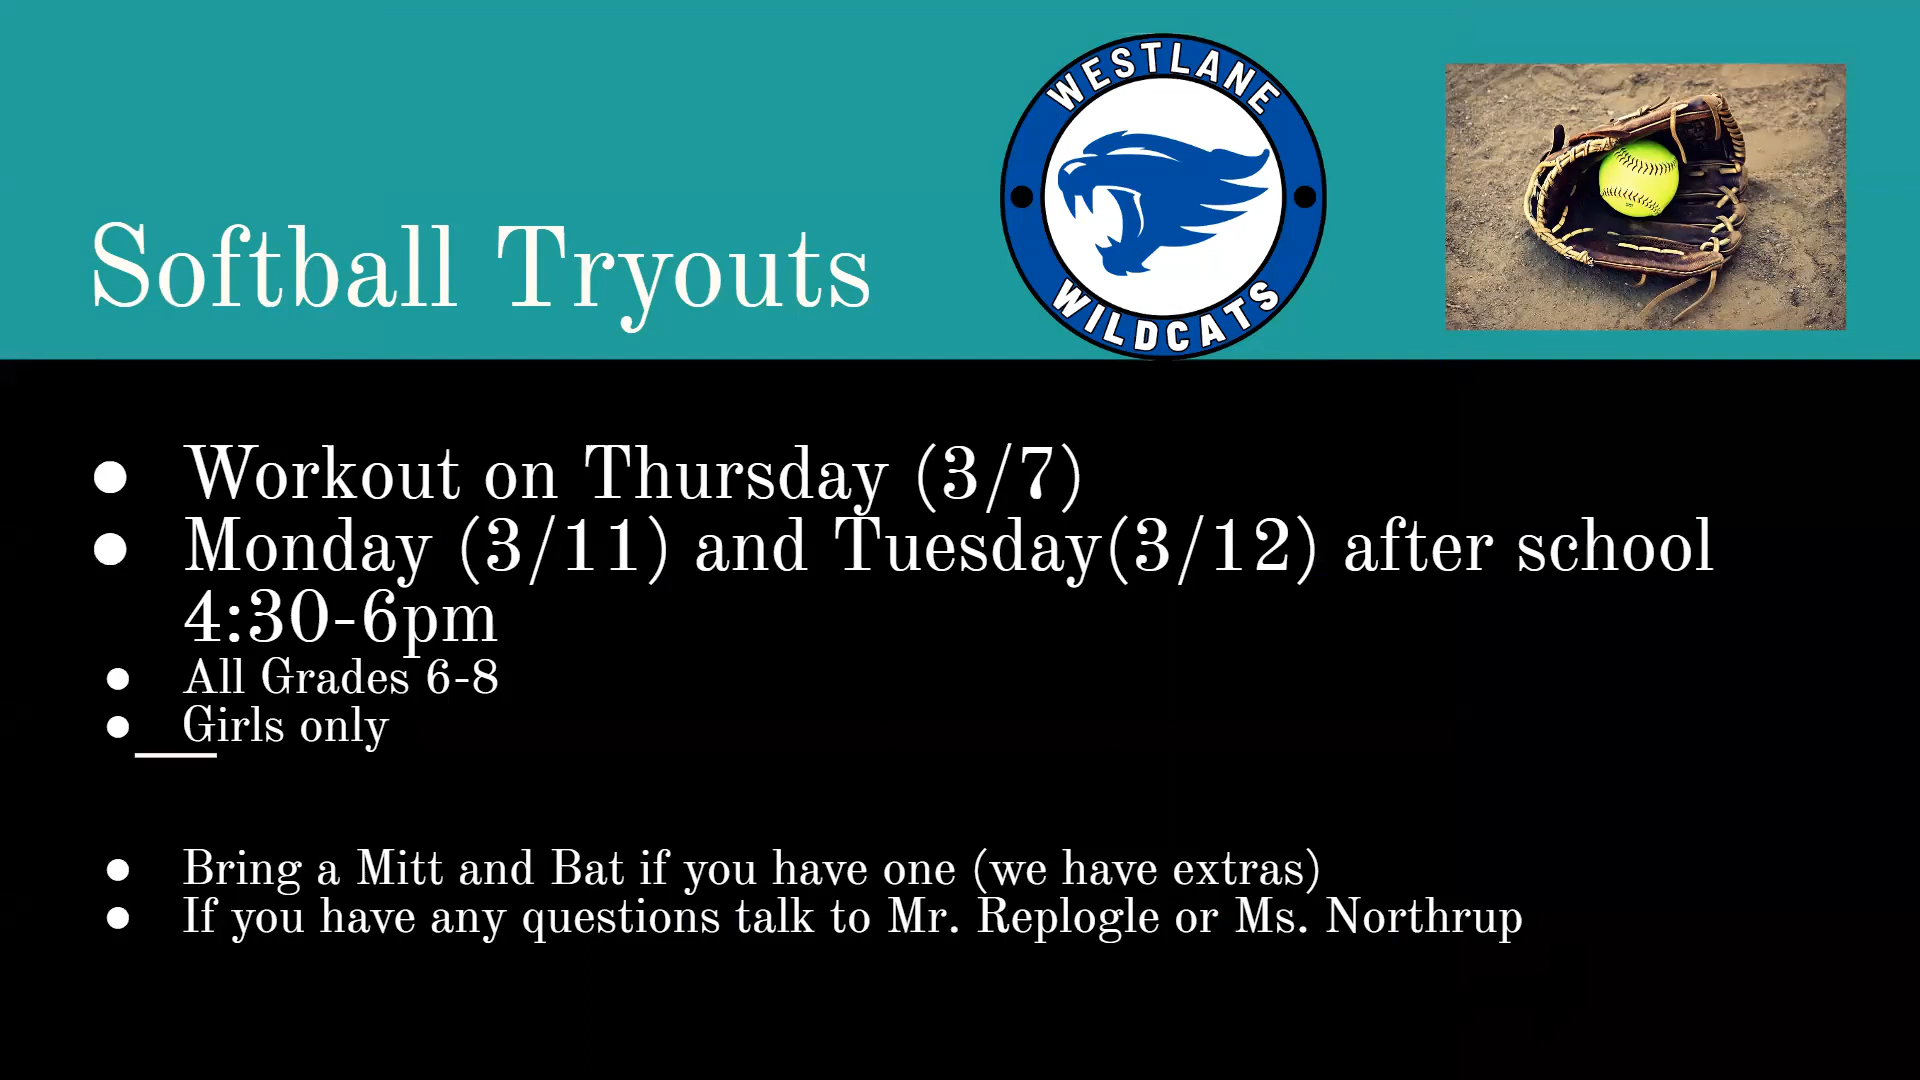 WESTLANE
WILDCATS
Softball Tryouts
● Workout on Thursday (3/7)
● Monday (3/11) and Tuesday(3/12) after school
4:30-6pm
● All Grades 6-8
● Girls only
● Bring a Mitt and Bat if you have one (we have extras)
● If you have any questions talk to Mr. Replogle or Ms. Northrup